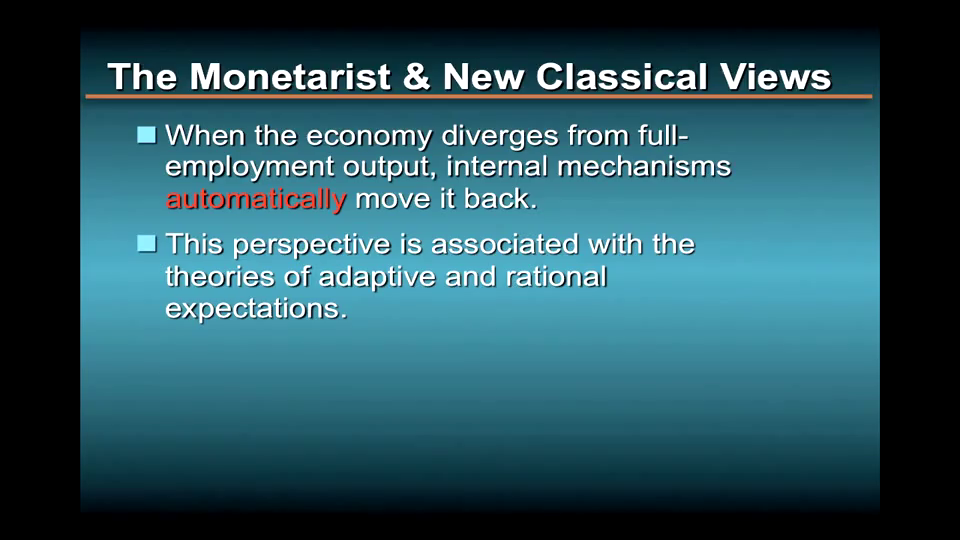 The Monetarist & New Classical Views
When the economy diverges from full-
employment output, internal mechanisms
automatically move it back.
This perspective is associated with the
theories of adaptive and rational
expectations.